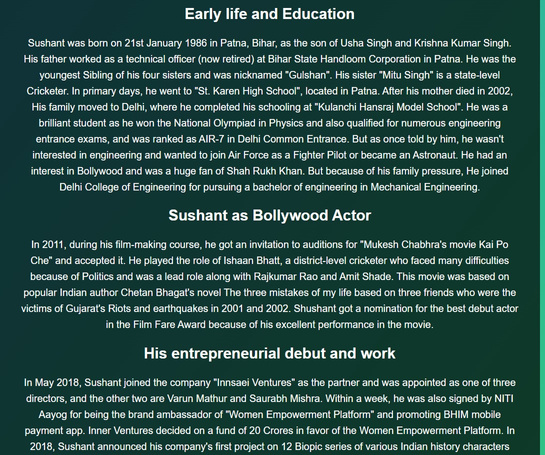 Early life and Education
Sushant was born on 21st January 1986 in Patna, Bihar, as the son of Usha Singh and Krishna Kumar Singh.
His father worked as a technical officer (now retired) at Bihar State Handloom Corporation in Patna. He was the
youngest Sibling of his four sisters and was nicknamed "Gulshan". His sister "Mitu Singh" is a state-level
Cricketer. In primary days, he went to "St. Karen High School", located in Patna. After his mother died in 2002,
His family moved to Delhi, where he completed his schooling at "Kulanchi Hansraj Model School". He was a
brilliant student as he won the National Olympiad in Physics and also qualified for numerous engineering
entrance exams, and was ranked as AIR-7 in Delhi Common Entrance. But as once told by him, he wasn't
interested in engineering and wanted to join Air Force as a Fighter Pilot or became an Astronaut. He had an
interest in Bollywood and was a huge fan of Shah Rukh Khan. But because of his family pressure, He joined
Delhi College of Engineering for pursuing a bachelor of engineering in Mechanical Engineering.
Sushant as Bollywood Actor
In 2011, during his film-making course, he got an invitation to auditions for "Mukesh Chabhra's movie Kai Po
Che" and accepted it. He played the role of Ishaan Bhatt, a district-level cricketer who faced many difficulties
because of Politics and was a lead role along with Rajkumar Rao and Amit Shade. This movie was based on
popular Indian author Chetan Bhagat's novel The three mistakes of my life based on three friends who were the
victims of Gujarat's Riots and earthquakes in 2001 and 2002. Shushant got a nomination for the best debut actor
in the Film Fare Award because of his excellent performance in the movie.
His entrepreneurial debut and work
In May 2018, Sushant joined the company "Innsaei Ventures" as the partner and was appointed as one of three
directors, and the other two are Varun Mathur and Saurabh Mishra. Within a week, he was also signed by NITI
Aayog for being the brand ambassador of "Women Empowerment Platform" and promoting BHIM mobile
payment app. Inner Ventures decided on a fund of 20 Crores in favor of the Women Empowerment Platform. In
2018, Sushant announced his company's first project on 12 Biopic series of various Indian history characters